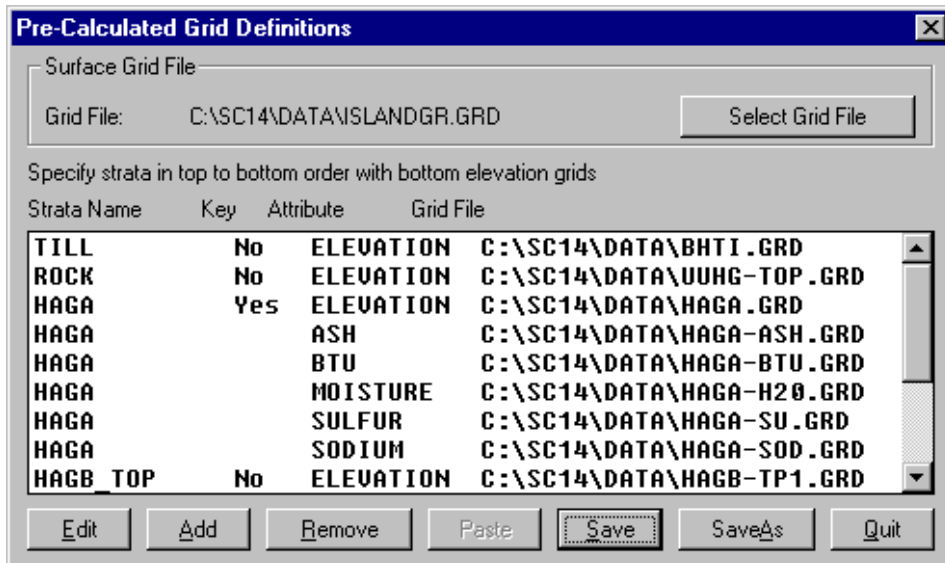 Pre-Calculated Grid Definitions
Surface Grid File
Grid File: C:\SC14\DATA\ISLANDGR.GRD Select Grid File
Specify strata in top to bottom order with bottom elevation grids
Strata Name Key Attribute Grid File
TILL No ELEVATION C:\SC14\DATA\BHTI.GRD
ROCK No ELEVATION C:\SC14\DATA\UUHG-TOP.GRD
HAGA Yes ELEVATION C:\SC14\DATA\HAGA.GRD
HAGA ASH C:\SC14\DATA\HAGA-ASH.GRD
HAGA BTU C:\SC14\DATA\HAGA-BTU.GRD
HAGA MOISTURE C:\SC14\DATA\HAGA-H20.GRD
HAGA SULFUR C:\SC14\DATA\HAGA-SU.GRD
HAGA SODIUM C:\SC14\DATA\HAGA-SOD.GRD
HAGB_TOP No ELEVATION C:\SC14\DATA\HAGB-TP1.GRD
Edit Add Remove Paste Save SaveAs Quit